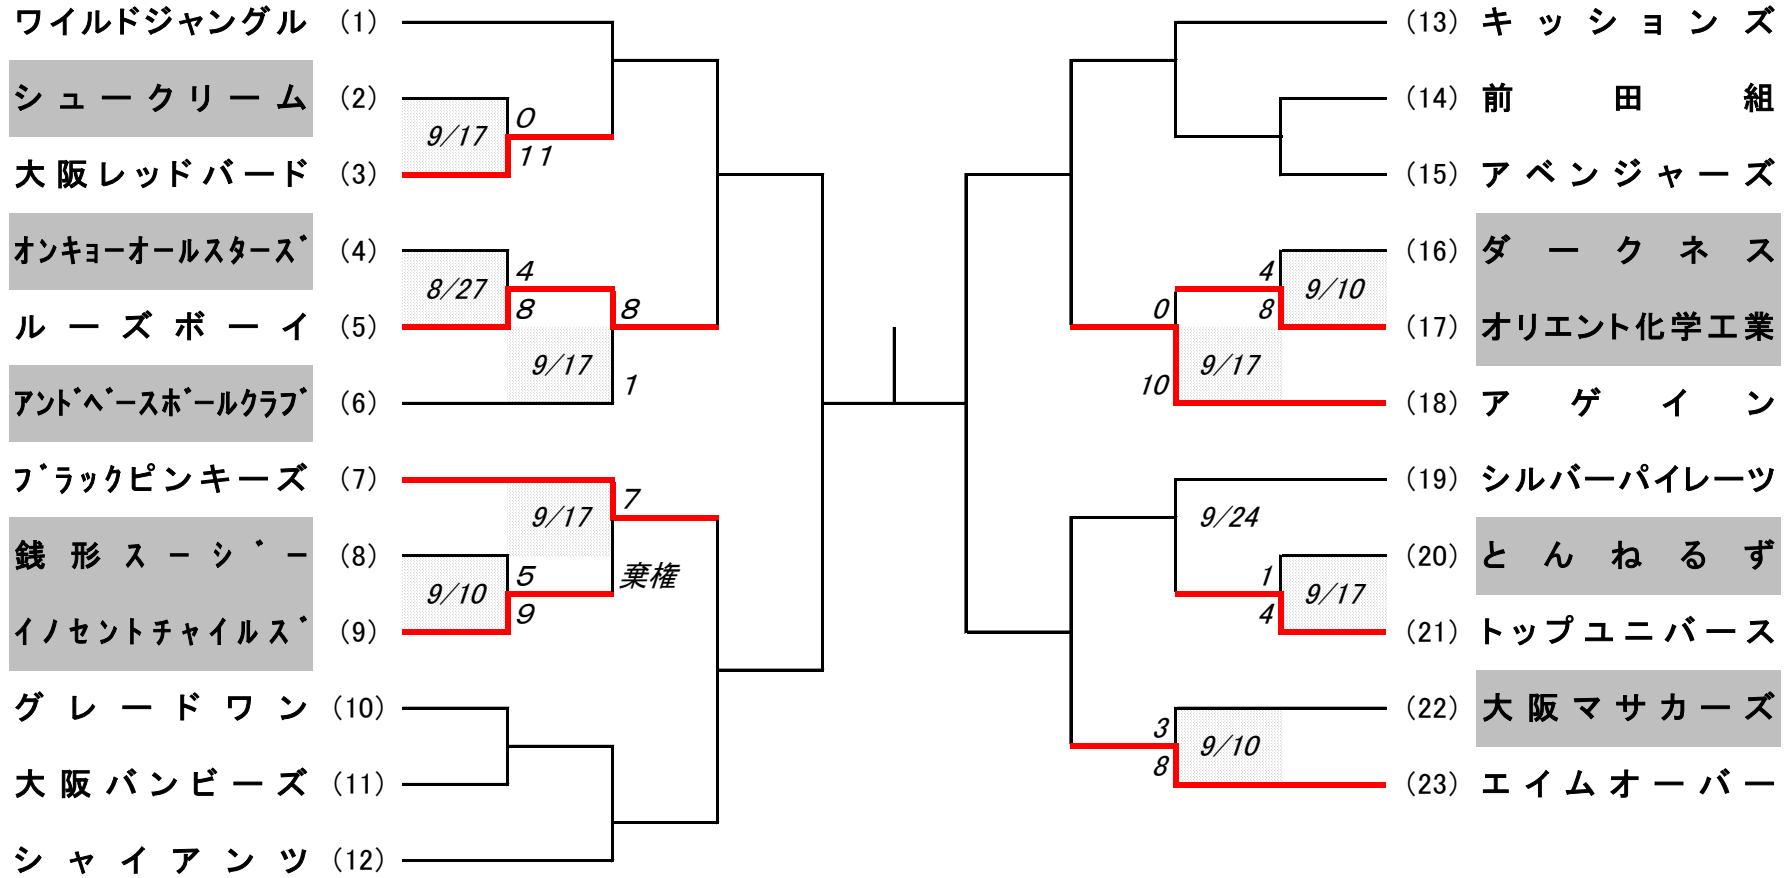 ワイルドジャングル (1)
シュークリーム (2)
0
9/17
11
大阪レッドバード (3)
オンキョーオールスターズ (4)
4
8/27
8
8
ルーズボーイ (5)
9/17
1
アンドベースボールクラブ (6)
ブラックピンキーズ (7)
7
9/17
銭形スージー (8)
5
棄権
9/10
9
イノセントチャイルズ (9)
グレードワン (10)
大阪バンビーズ (11)
シャイアンツ (12)
(13) キッションズ
(14) 前田組
(15) アベンジャーズ
(16) ダークネス
4
9/10
0
8
(17) オリエント化学工業
9/17
10
(18) アゲイン
(19) シルバーパイレーツ
9/24
(20) とんねるず
1
9/17
4
(21) トップユニバース
(22) 大阪マサカーズ
3
9/10
8
(23) エイムオーバー